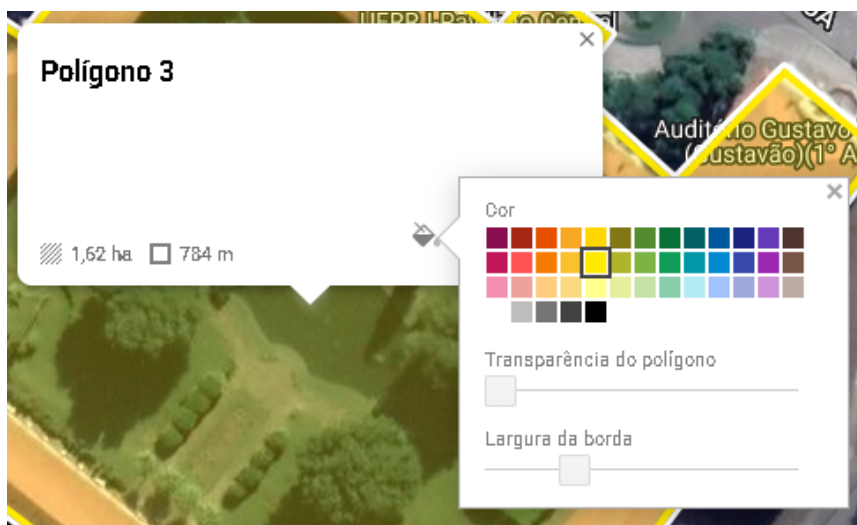 Polígono 3
1,62 ha 784 m
Auditório Gustavo
(Gustavão)(1º A
Cor
Transparência do polígono
Largura da borda